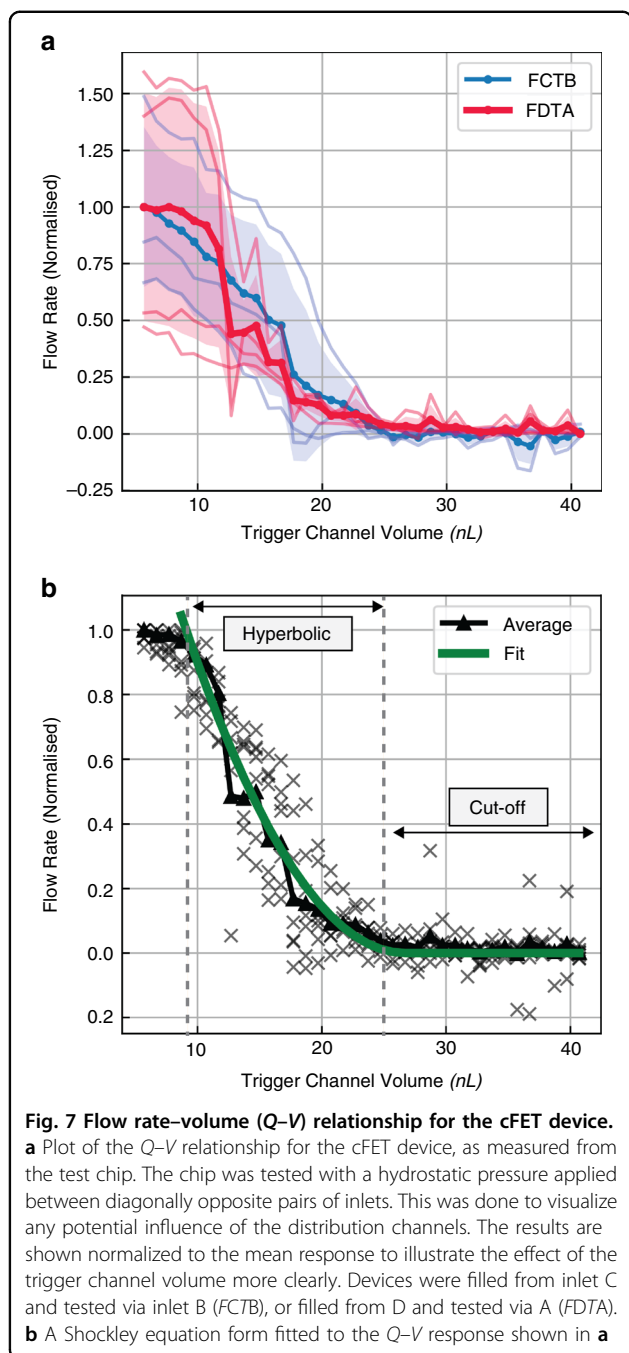 a
1.50
1.25
1.00
0.75
0.50
0.25
0.00
−0.25
Flow Rate (Normalised)
FCTB
FDTA
10
20
30
40
Trigger Channel Volume (nL)
b
1.0
0.8
0.6
0.4
0.2
0.0
0.2
Flow Rate (Normalised)
Hyperbolic
Average
Fit
Cut-off
10
20
30
40
Trigger Channel Volume (nL)
Fig. 7 Flow rate–volume (Q–V) relationship for the cFET device.
a Plot of the Q–V relationship for the cFET device, as measured from
the test chip. The chip was tested with a hydrostatic pressure applied
between diagonally opposite pairs of inlets. This was done to visualize
any potential influence of the distribution channels. The results are
shown normalized to the mean response to illustrate the effect of the
trigger channel volume more clearly. Devices were filled from inlet C
and tested via inlet B (FCTB), or filled from D and tested via A (FDTA).
b A Shockley equation form fitted to the Q–V response shown in a